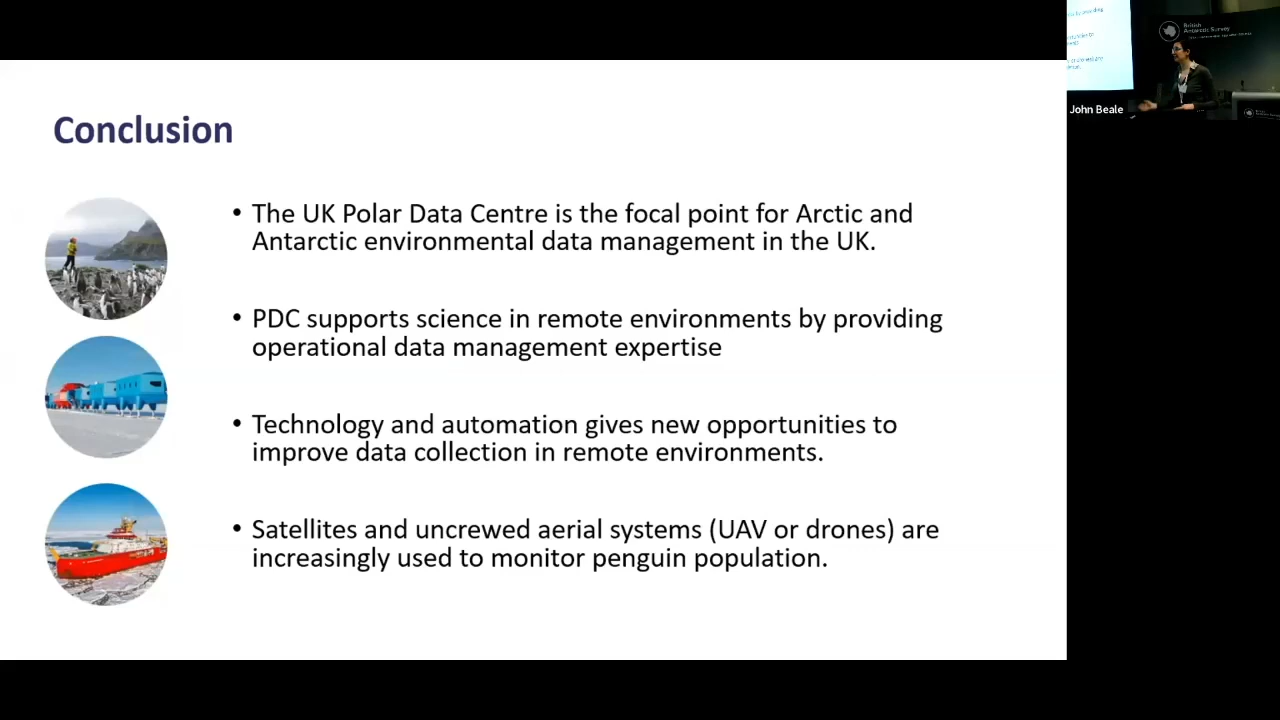 Conclusion
• The UK Polar Data Centre is the focal point for Arctic and
Antarctic environmental data management in the UK.
• PDC supports science in remote environments by providing
operational data management expertise
• Technology and automation gives new opportunities to
improve data collection in remote environments.
• Satellites and uncrewed aerial systems (UAV or drones) are
increasingly used to monitor penguin population.
British
Antarctic Survey
John Beale